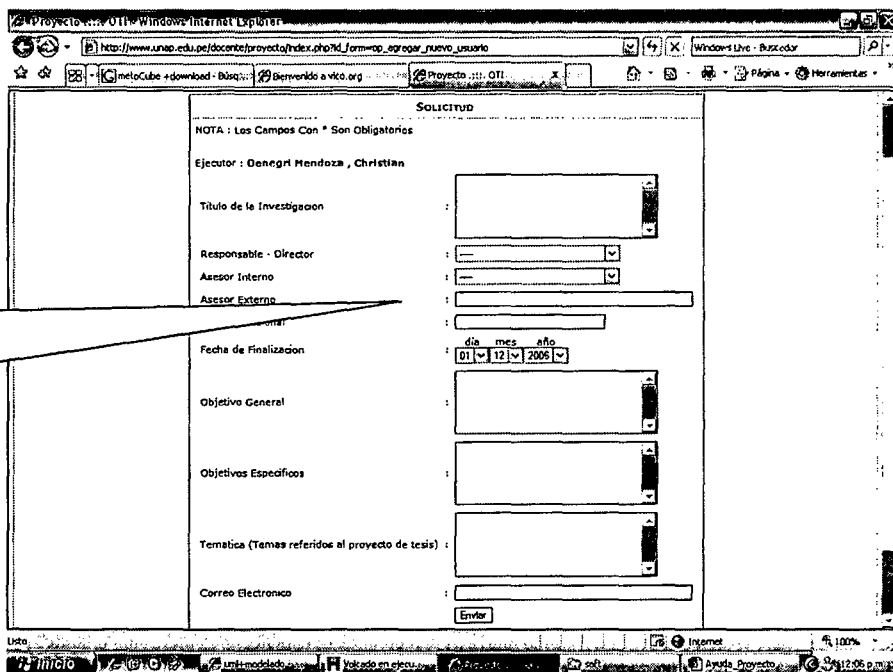 Proyecto .::. OTI - Windows Internet Explorer
http://www.unap.edu.pe/docente/proyecto/index.php?id_form=op_agregar_nuevo_usuario
Windows Live - Buscador
Bienvenido a vico.org
Proyecto .::. OTI
Página
Herramientas
SOLICITUD
NOTA : Los Campos Con * Son Obligatorios
Ejecutor : Denegri Mendoza , Christian
Titulo de la Investigacion :
Responsable - Director : ----
Asesor Interno : ----
Asesor Externo :
:
día mes año
Fecha de Finalizacion : 01 12 2006
Objetivo General :
Objetivos Especificos :
Tematica (Temas referidos al proyecto de tesis) :
Correo Electronico :
Enviar
Listo
Internet
100%
Inicio
Ayuda_Proyecto
12:06 p.m.